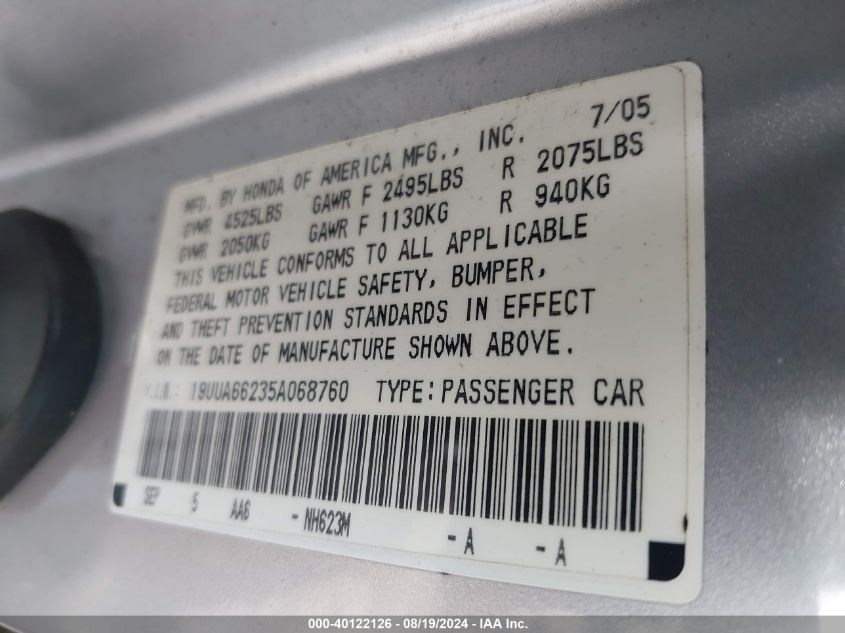 MFD. BY HONDA OF AMERICA MFG., INC. 7/05
GVWR 4525LBS GAWR F 2495LBS R 2075LBS
GVWR 2050KG GAWR F 1130KG R 940KG
THIS VEHICLE CONFORMS TO ALL APPLICABLE
FEDERAL MOTOR VEHICLE SAFETY, BUMPER,
AND THEFT PREVENTION STANDARDS IN EFFECT
ON THE DATE OF MANUFACTURE SHOWN ABOVE.
V.I.N.: 19UUA66235A068760 TYPE: PASSENGER CAR
SEP 5 AA6 - NH623M - A - A
000-40122126 - 08/19/2024 - IAA Inc.